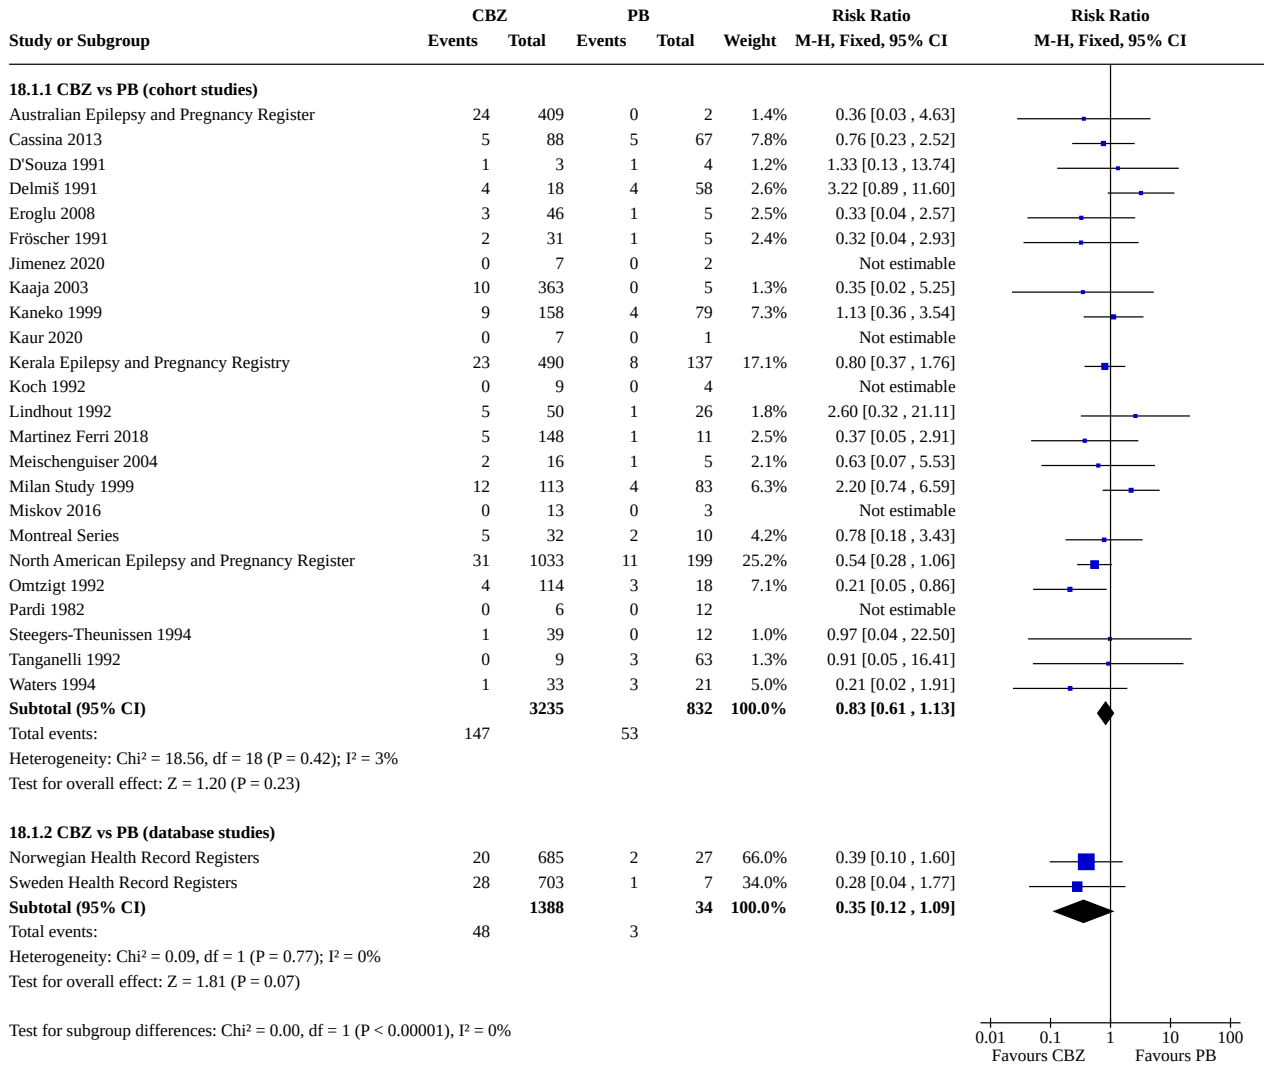 CBZ PB Risk Ratio Risk Ratio
Study or Subgroup Events Total Events Total Weight M-H, Fixed, 95% CI M-H, Fixed, 95% CI
18.1.1 CBZ vs PB (cohort studies)
Australian Epilepsy and Pregnancy Register 24 409 0 2 1.4% 0.36 [0.03 , 4.63]
Cassina 2013 5 88 5 67 7.8% 0.76 [0.23 , 2.52]
D'Souza 1991 1 3 1 4 1.2% 1.33 [0.13 , 13.74]
Delmiš 1991 4 18 4 58 2.6% 3.22 [0.89 , 11.60]
Eroglu 2008 3 46 1 5 2.5% 0.33 [0.04 , 2.57]
Fröscher 1991 2 31 1 5 2.4% 0.32 [0.04 , 2.93]
Jimenez 2020 0 7 0 2 Not estimable
Kaaja 2003 10 363 0 5 1.3% 0.35 [0.02 , 5.25]
Kaneko 1999 9 158 4 79 7.3% 1.13 [0.36 , 3.54]
Kaur 2020 0 7 0 1 Not estimable
Kerala Epilepsy and Pregnancy Registry 23 490 8 137 17.1% 0.80 [0.37 , 1.76]
Koch 1992 0 9 0 4 Not estimable
Lindhout 1992 5 50 1 26 1.8% 2.60 [0.32 , 21.11]
Martinez Ferri 2018 5 148 1 11 2.5% 0.37 [0.05 , 2.91]
Meischenguiser 2004 2 16 1 5 2.1% 0.63 [0.07 , 5.53]
Milan Study 1999 12 113 4 83 6.3% 2.20 [0.74 , 6.59]
Miskov 2016 0 13 0 3 Not estimable
Montreal Series 5 32 2 10 4.2% 0.78 [0.18 , 3.43]
North American Epilepsy and Pregnancy Register 31 1033 11 199 25.2% 0.54 [0.28 , 1.06]
Omtzigt 1992 4 114 3 18 7.1% 0.21 [0.05 , 0.86]
Pardi 1982 0 6 0 12 Not estimable
Steegers-Theunissen 1994 1 39 0 12 1.0% 0.97 [0.04 , 22.50]
Tanganelli 1992 0 9 3 63 1.3% 0.91 [0.05 , 16.41]
Waters 1994 1 33 3 21 5.0% 0.21 [0.02 , 1.91]
Subtotal (95% CI) 3235 832 100.0% 0.83 [0.61 , 1.13]
Total events: 147 53
Heterogeneity: Chi² = 18.56, df = 18 (P = 0.42); I² = 3%
Test for overall effect: Z = 1.20 (P = 0.23)
18.1.2 CBZ vs PB (database studies)
Norwegian Health Record Registers 20 685 2 27 66.0% 0.39 [0.10 , 1.60]
Sweden Health Record Registers 28 703 1 7 34.0% 0.28 [0.04 , 1.77]
Subtotal (95% CI) 1388 34 100.0% 0.35 [0.12 , 1.09]
Total events: 48 3
Heterogeneity: Chi² = 0.09, df = 1 (P = 0.77); I² = 0%
Test for overall effect: Z = 1.81 (P = 0.07)
Test for subgroup differences: Chi² = 0.00, df = 1 (P < 0.00001), I² = 0%
0.01 0.1 1 10 100
Favours CBZ Favours PB